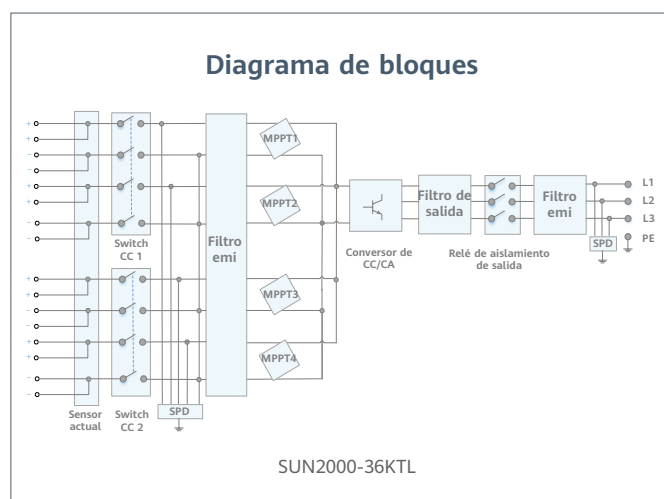 Diagrama de bloques
+
+
−
−
+
+
−
−
+
+
−
−
+
+
−
−
MPPT1
MPPT2
MPPT3
MPPT4
Switch
CC 1
Filtro
emi
Conversor de
CC/CA
Filtro de
salida
Relé de aislamiento
de salida
Filtro
emi
L1
L2
L3
PE
SPD
Sensor
actual
Switch
CC 2
SPD
SUN2000-36KTL